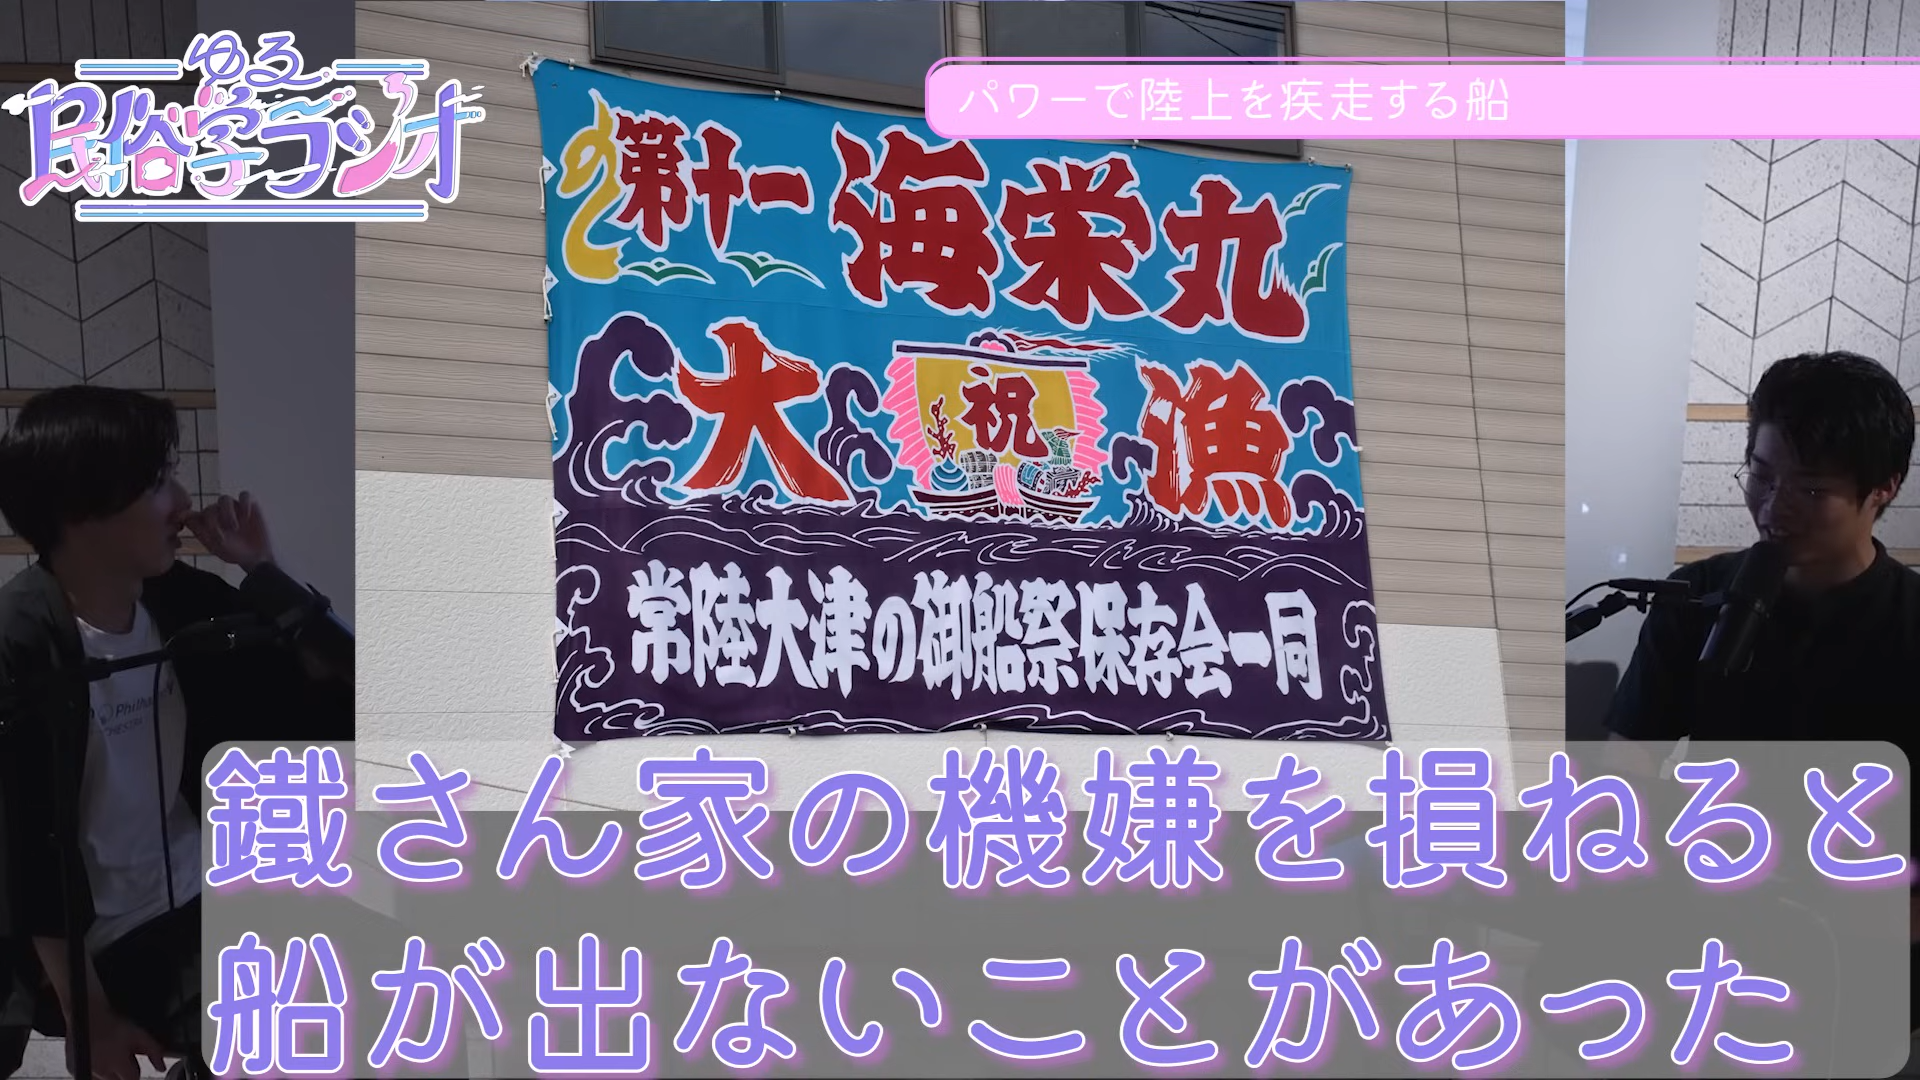 ゆる
民俗学ラジオ
パワーで陸上を疾走する船
第十一海栄丸
大祝漁
常陸大津の御船祭保存会一同
鐵さん家の機嫌を損ねると
船が出ないことがあった